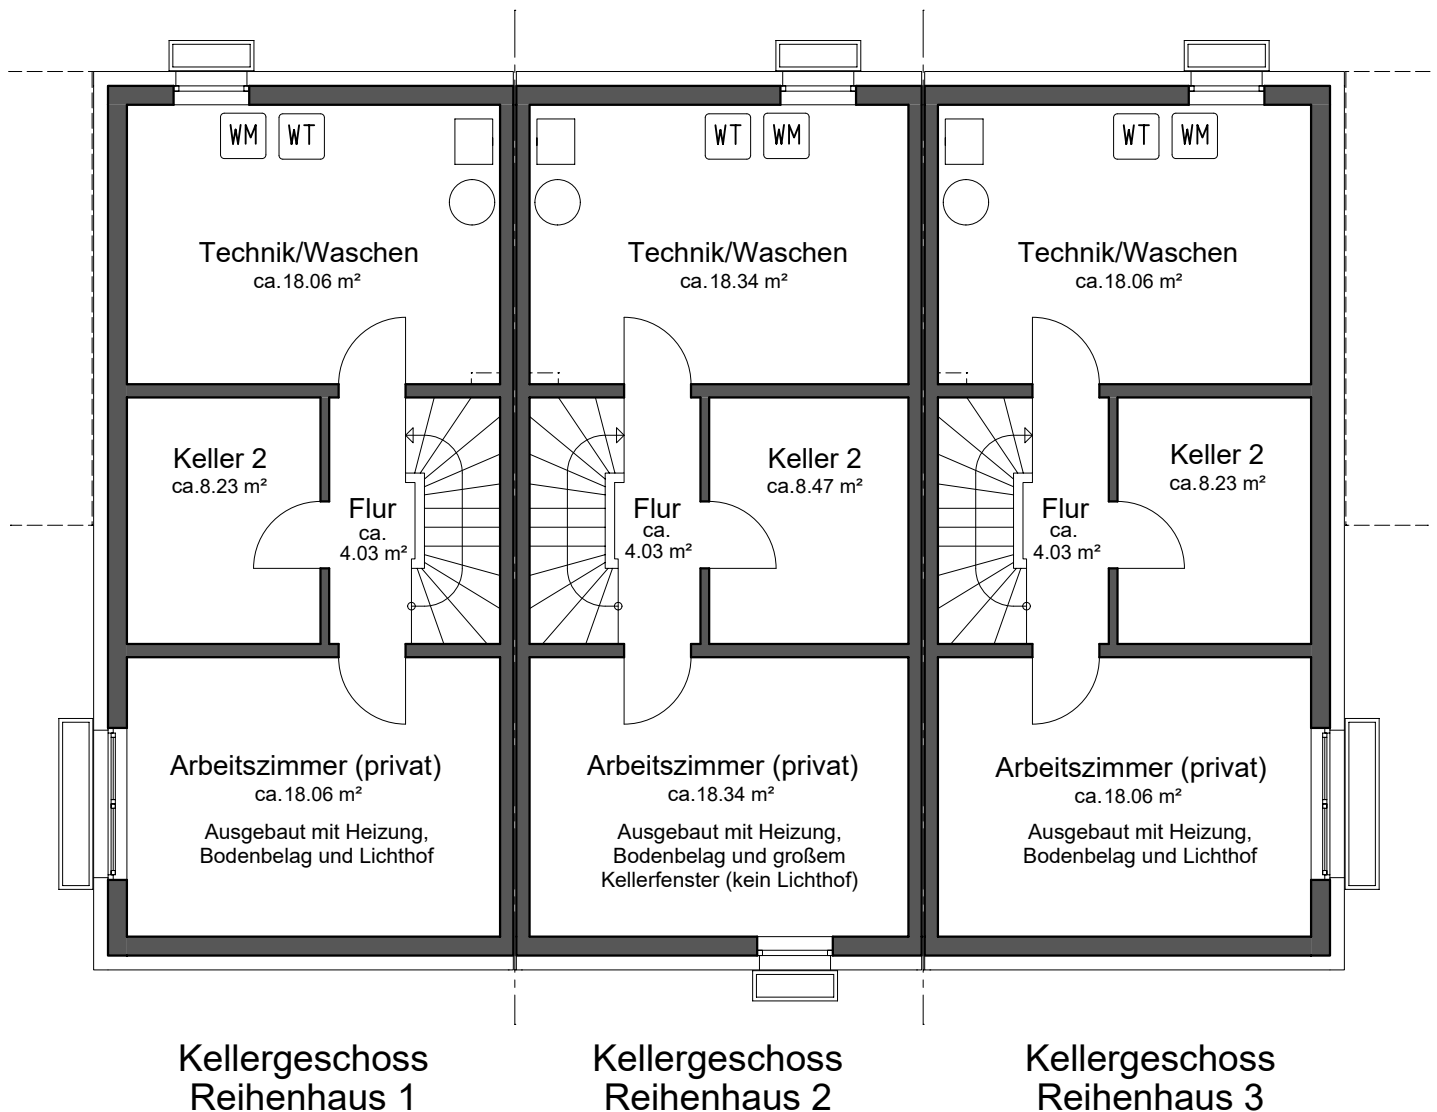 WM WT
WT WM
WT WM
Technik/Waschen
ca.18.06 m²
Technik/Waschen
ca.18.34 m²
Technik/Waschen
ca.18.06 m²
Keller 2
ca.8.23 m²
Flur
ca.
4.03 m²
Flur
ca.
4.03 m²
Keller 2
ca.8.47 m²
Flur
ca.
4.03 m²
Keller 2
ca.8.23 m²
Arbeitszimmer (privat)
ca.18.06 m²
Ausgebaut mit Heizung,
Bodenbelag und Lichthof
Arbeitszimmer (privat)
ca.18.34 m²
Ausgebaut mit Heizung,
Bodenbelag und großem
Kellerfenster (kein Lichthof)
Arbeitszimmer (privat)
ca.18.06 m²
Ausgebaut mit Heizung,
Bodenbelag und Lichthof
Kellergeschoss
Reihenhaus 1
Kellergeschoss
Reihenhaus 2
Kellergeschoss
Reihenhaus 3